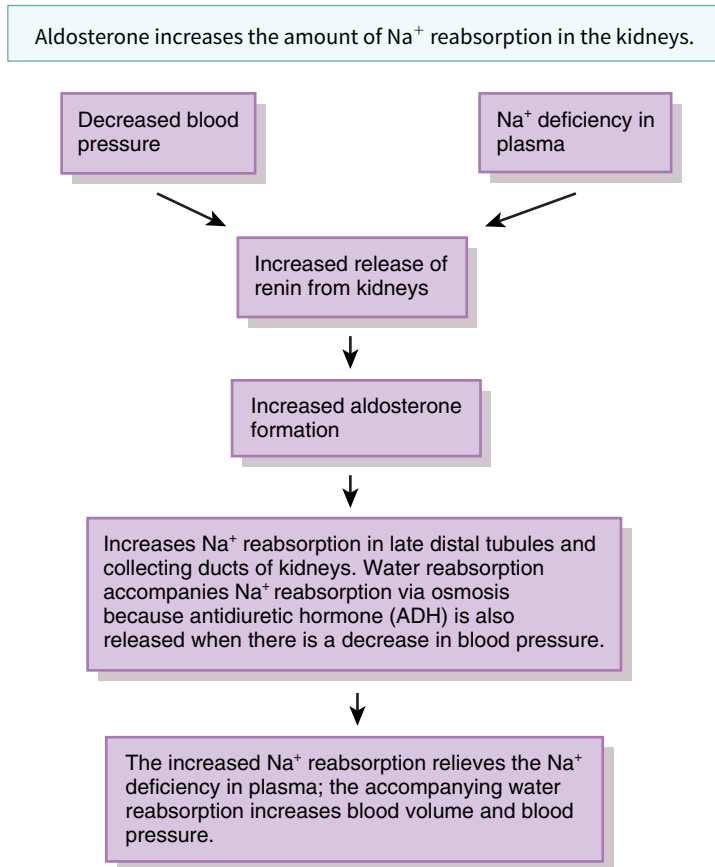 Aldosterone increases the amount of Na⁺ reabsorption in the kidneys.
Decreased blood
pressure
Na⁺ deficiency in
plasma
Increased release of
renin from kidneys
Increased aldosterone
formation
Increases Na⁺ reabsorption in late distal tubules and
collecting ducts of kidneys. Water reabsorption
accompanies Na⁺ reabsorption via osmosis
because antidiuretic hormone (ADH) is also
released when there is a decrease in blood pressure.
The increased Na⁺ reabsorption relieves the Na⁺
deficiency in plasma; the accompanying water
reabsorption increases blood volume and blood
pressure.